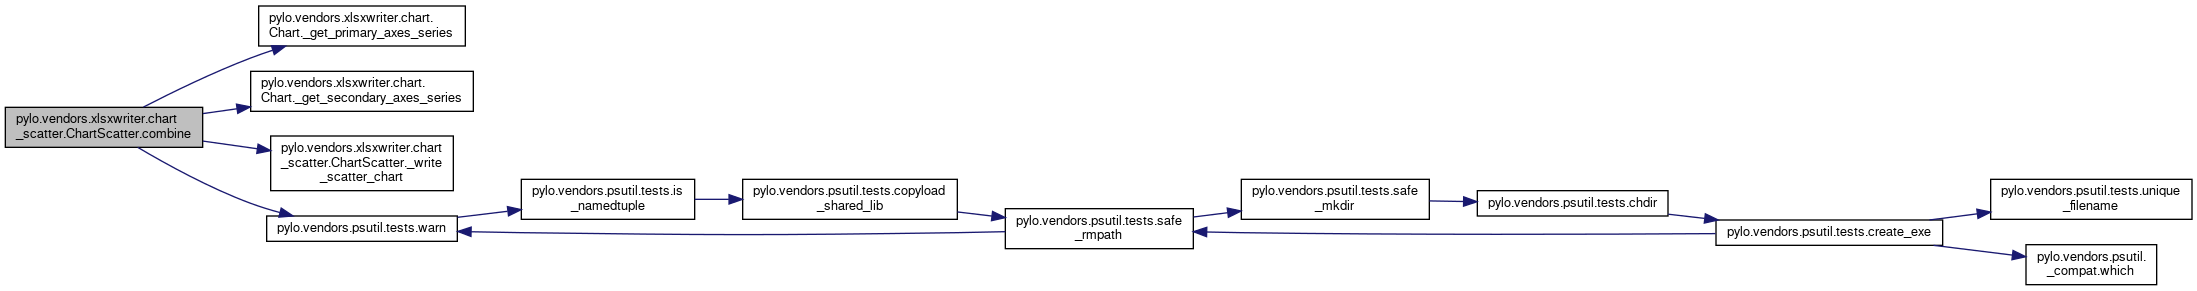 pylo.vendors.xlsxwriter.chart.
Chart._get_primary_axes_series
pylo.vendors.xlsxwriter.chart.
Chart._get_secondary_axes_series
pylo.vendors.xlsxwriter.chart
_scatter.ChartScatter.combine
pylo.vendors.xlsxwriter.chart
_scatter.ChartScatter._write
_scatter_chart
pylo.vendors.psutil.tests.warn
pylo.vendors.psutil.tests.is
_namedtuple
pylo.vendors.psutil.tests.copyload
_shared_lib
pylo.vendors.psutil.tests.safe
_rmpath
pylo.vendors.psutil.tests.safe
_mkdir
pylo.vendors.psutil.tests.chdir
pylo.vendors.psutil.tests.create_exe
pylo.vendors.psutil.tests.unique
_filename
pylo.vendors.psutil.
_compat.which